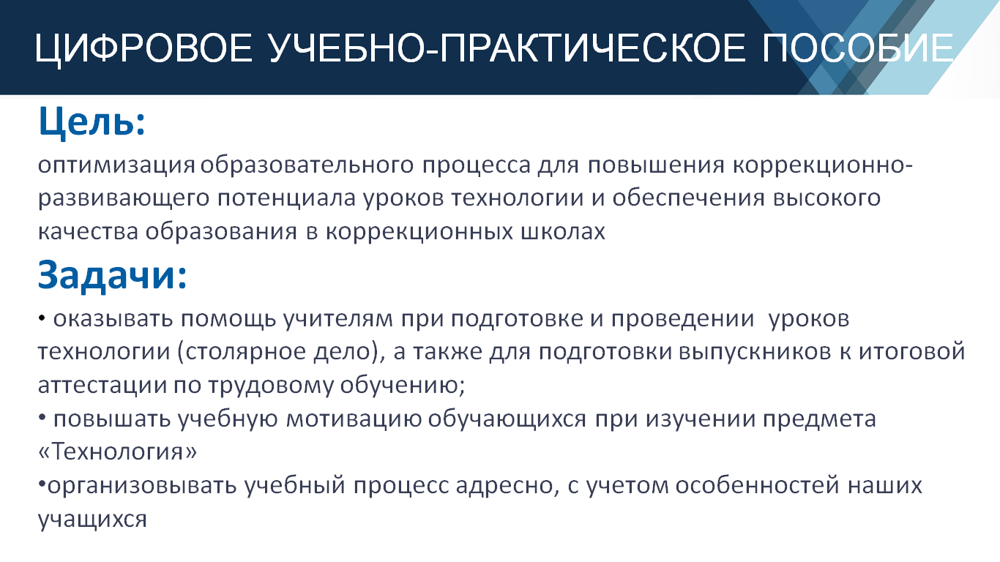 ЦИФРОВОЕ УЧЕБНО-ПРАКТИЧЕСКОЕ ПОСОБИЕ
Цель:
оптимизация образовательного процесса для повышения коррекционно-
развивающего потенциала уроков технологии и обеспечения высокого
качества образования в коррекционных школах
Задачи:
• оказывать помощь учителям при подготовке и проведении  уроков
технологии (столярное дело), а также для подготовки выпускников к итоговой
аттестации по трудовому обучению;
• повышать учебную мотивацию обучающихся при изучении предмета
«Технология»
•организовывать учебный процесс адресно, с учетом особенностей наших
учащихся